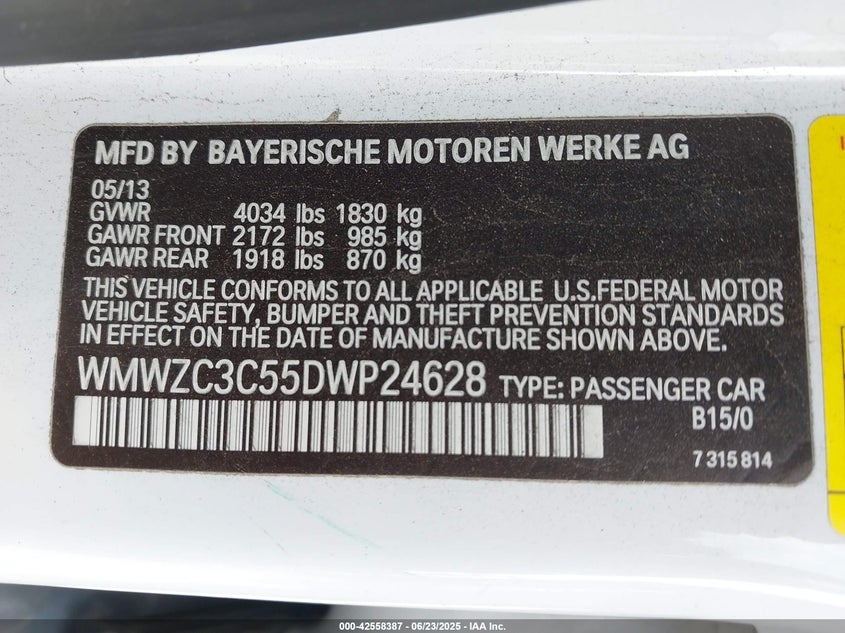 MFD BY BAYERISCHE MOTOREN WERKE AG
05/13
GVWR 4034 lbs 1830 kg
GAWR FRONT 2172 lbs 985 kg
GAWR REAR 1918 lbs 870 kg
THIS VEHICLE CONFORMS TO ALL APPLICABLE U.S.FEDERAL MOTOR
VEHICLE SAFETY, BUMPER AND THEFT PREVENTION STANDARDS
IN EFFECT ON THE DATE OF MANUFACTURE SHOWN ABOVE.
WMWZC3C55DWP24628 TYPE: PASSENGER CAR
B15/0
7 315 814
000-42558387 - 06/23/2025 - IAA Inc.